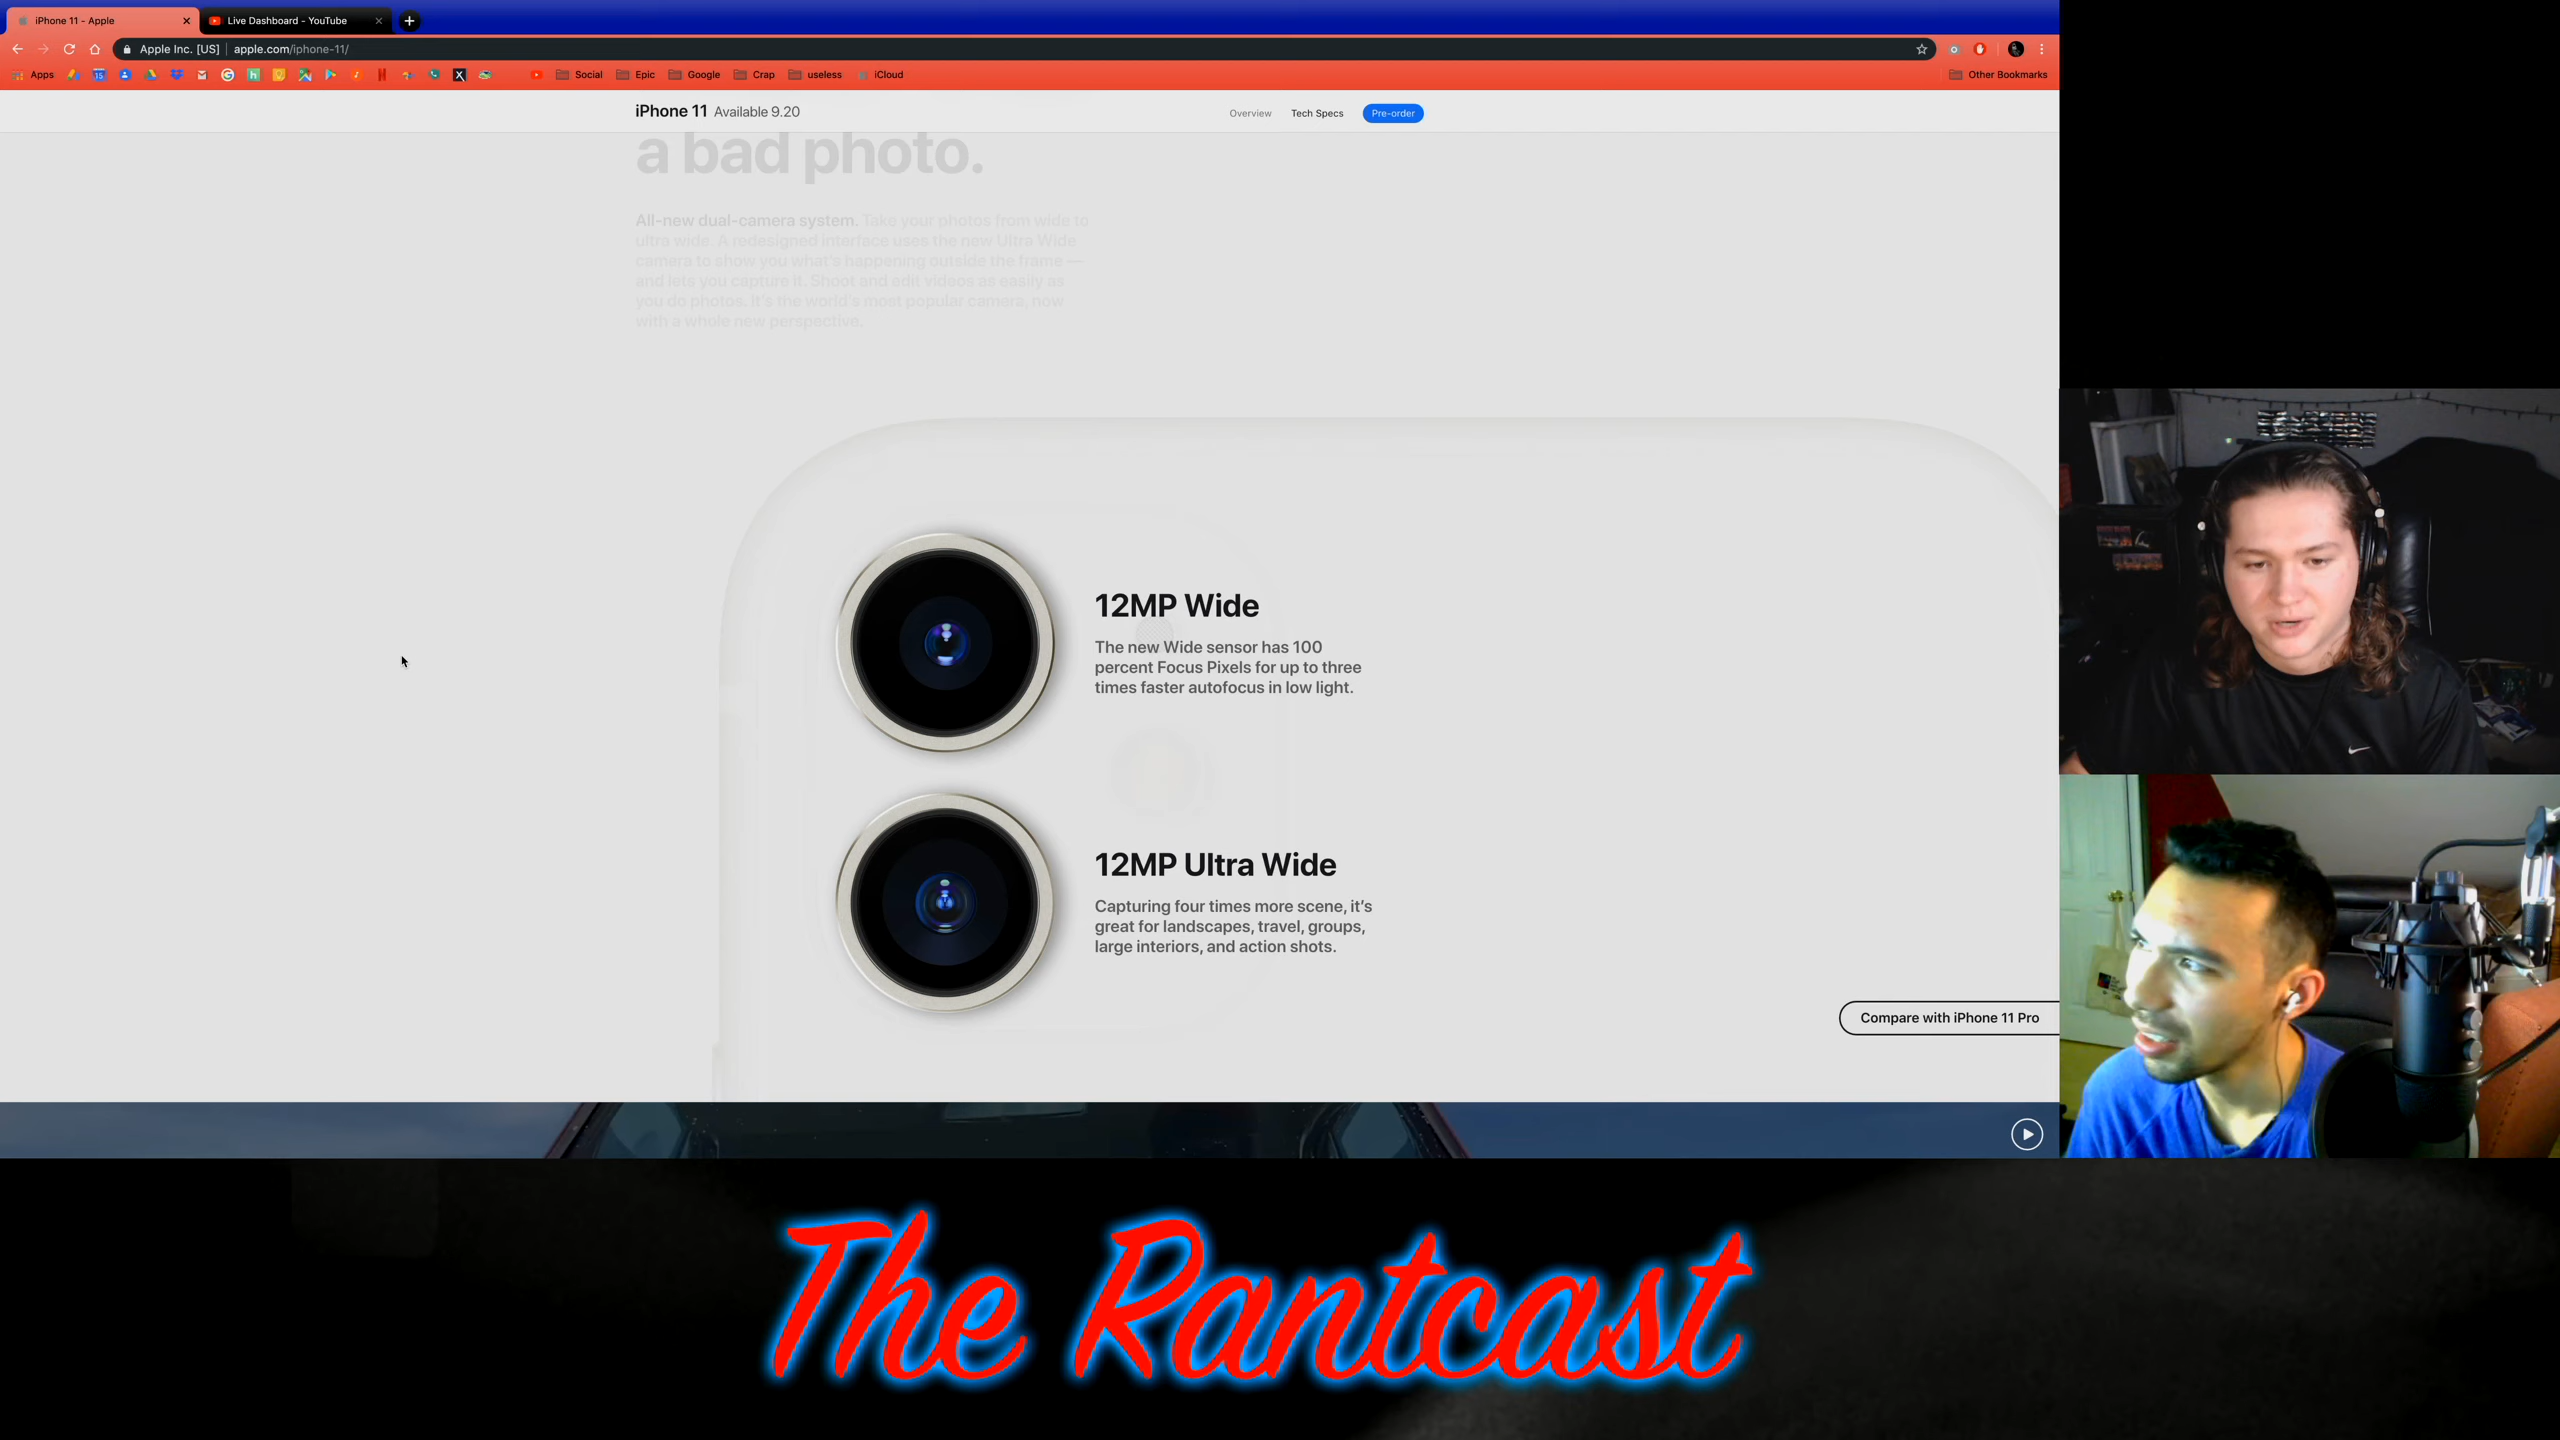 iPhone 11 - Apple
Live Dashboard - YouTube
Apple Inc. [US] | apple.com/iphone-11/
Apps
15
Social
Epic
Google
Crap
useless
iCloud
Other Bookmarks
iPhone 11 Available 9.20
Overview
Tech Specs
Pre-order
a bad photo.
All-new dual-camera system. Take your photos from wide to
ultra wide. A redesigned interface uses the new Ultra Wide
camera to show you what's happening outside the frame —
and lets you capture it. Shoot and edit videos as easily as
you do photos. It's the world's most popular camera, now
with a whole new perspective.
12MP Wide
The new Wide sensor has 100
percent Focus Pixels for up to three
times faster autofocus in low light.
12MP Ultra Wide
Capturing four times more scene, it's
great for landscapes, travel, groups,
large interiors, and action shots.
Compare with iPhone 11 Pro
The Rantcast